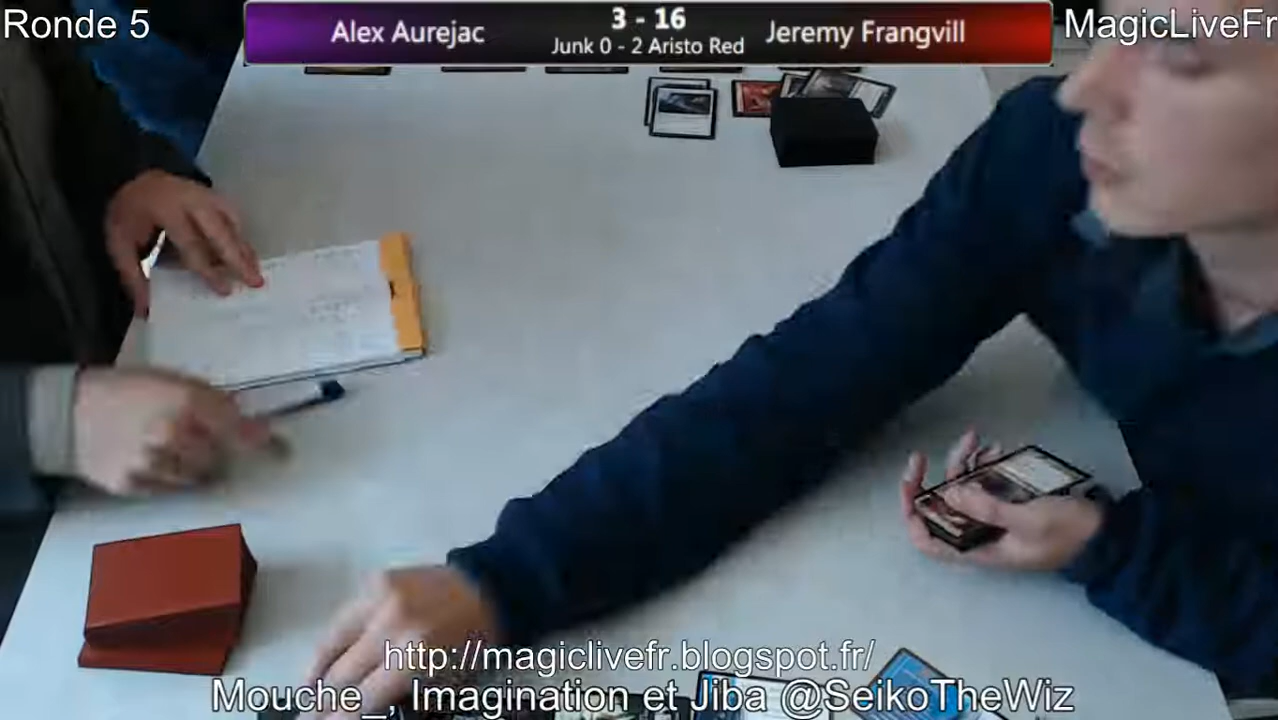 Ronde 5
Alex Aurejac
3 - 16
Junk 0 - 2 Aristo Red
Jeremy Frangvill
MagicLiveFr
http://magiclivefr.blogspot.fr/
Mouche_, Imagination et Jiba @SeikoTheWiz